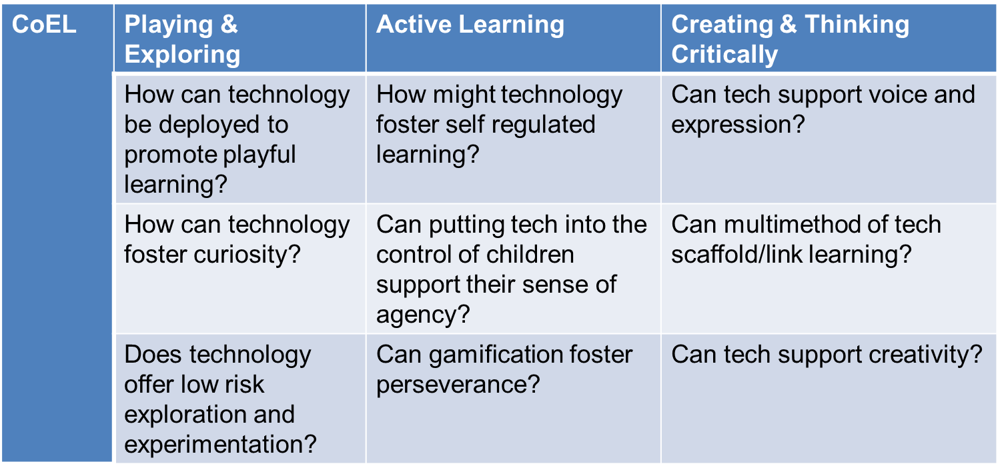 CoEL
Playing &
Exploring
Active Learning
Creating & Thinking
Critically
How can technology
be deployed to
promote playful
learning?
How might technology
foster self regulated
learning?
Can tech support voice and
expression?
How can technology
foster curiosity?
Can putting tech into the
control of children
support their sense of
agency?
Can multimethod of tech
scaffold/link learning?
Does technology
offer low risk
exploration and
experimentation?
Can gamification foster
perseverance?
Can tech support creativity?